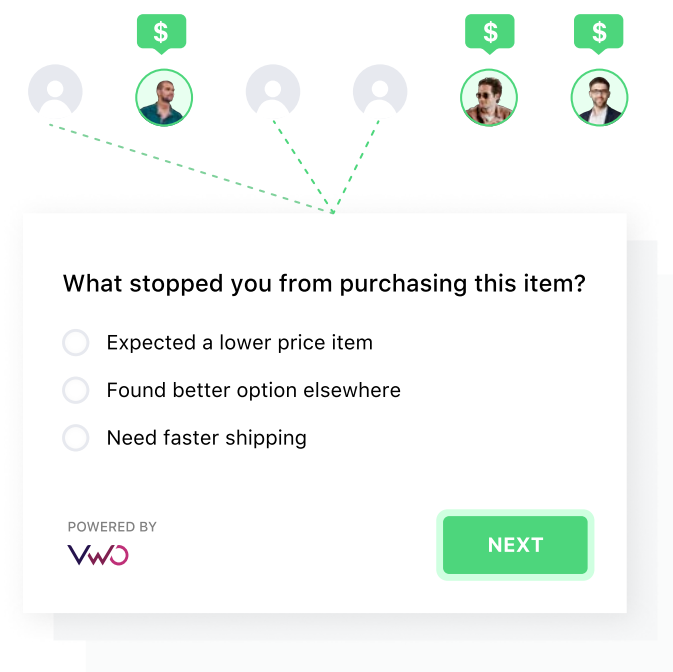 $
$
$
What stopped you from purchasing this item?
Expected a lower price item
Found better option elsewhere
Need faster shipping
POWERED BY
VWO
NEXT